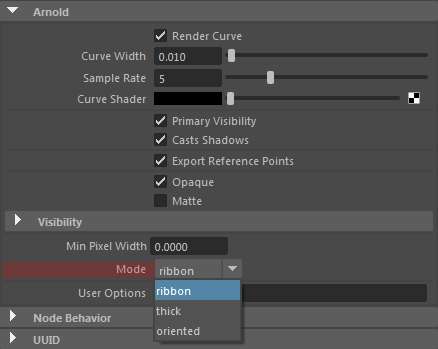 Arnold
Render Curve
Curve Width 0.010
Sample Rate 5
Curve Shader
Primary Visibility
Casts Shadows
Export Reference Points
Opaque
Matte
Visibility
Min Pixel Width 0.0000
Mode ribbon
User Options
ribbon
thick
oriented
Node Behavior
UUID